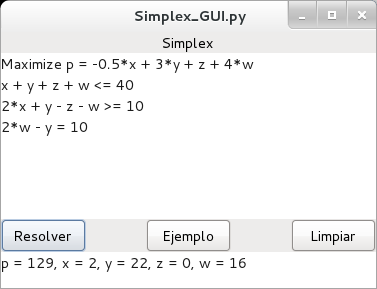 Simplex_GUI.py
Simplex
Maximize p = -0.5*x + 3*y + z + 4*w
x + y + z + w <= 40
2*x + y - z - w >= 10
2*w - y = 10
Resolver Ejemplo Limpiar
p = 129, x = 2, y = 22, z = 0, w = 16